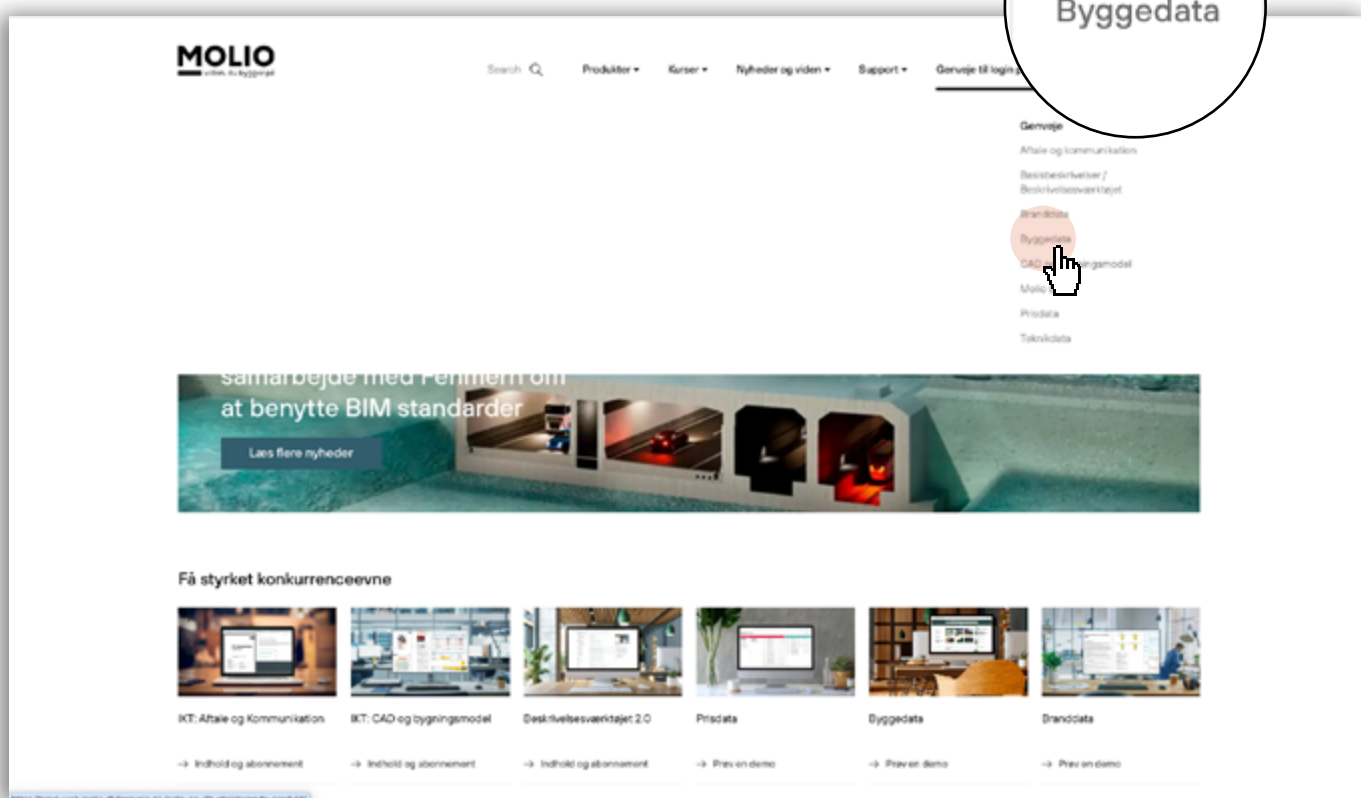 Byggedata
MOLIO
Search
Produkter
Kurser
Nyheder og viden
Support
Genveje til login
Genveje
Aftale og kommunikation
Basisbeskrivelser /
Beskrivelsesværktøjet
Branddata
Byggedata
CAD
Molio
Prisdata
Teknikdata
samarbejde med Femmern om
at benytte BIM standarder
Læs flere nyheder
Få styrket konkurrenceevne
IKT: Aftale og Kommunikation
IKT: CAD og bygningsmodel
Beskrivelsesværktøjet 2.0
Prisdata
Byggedata
Branddata
→ Indhold og abonnement
→ Indhold og abonnement
→ Indhold og abonnement
→ Prøv en demo
→ Prøv en demo
→ Prøv en demo